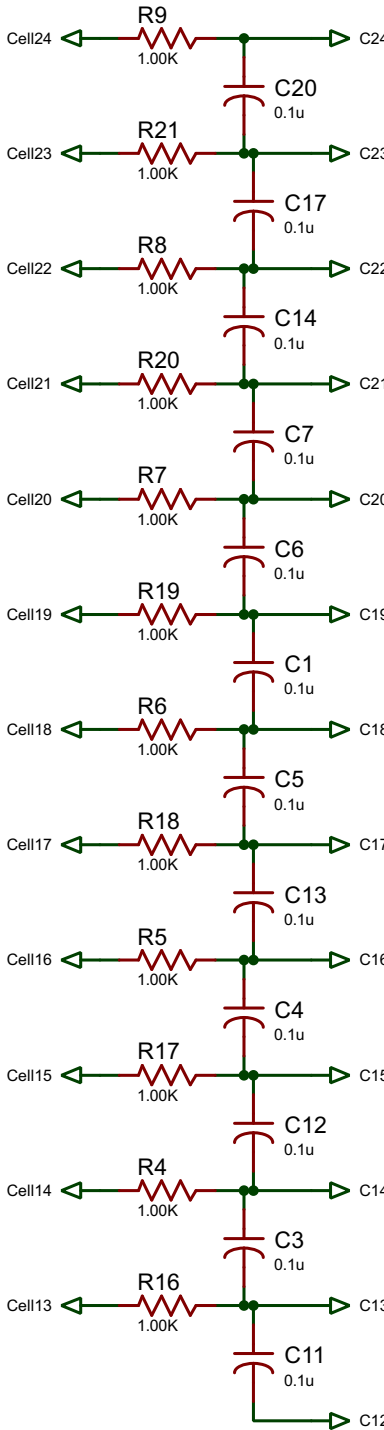 R9
Cell24
C24
1.00K
C20
0.1u
R21
Cell23
C23
1.00K
C17
0.1u
R8
Cell22
C22
1.00K
C14
0.1u
R20
Cell21
C21
1.00K
C7
0.1u
R7
Cell20
C20
1.00K
C6
0.1u
R19
Cell19
C19
1.00K
C1
0.1u
R6
Cell18
C18
1.00K
C5
0.1u
R18
Cell17
C17
1.00K
C13
0.1u
R5
Cell16
C16
1.00K
C4
0.1u
R17
Cell15
C15
1.00K
C12
0.1u
R4
Cell14
C14
1.00K
C3
0.1u
R16
Cell13
C13
1.00K
C11
0.1u
C12